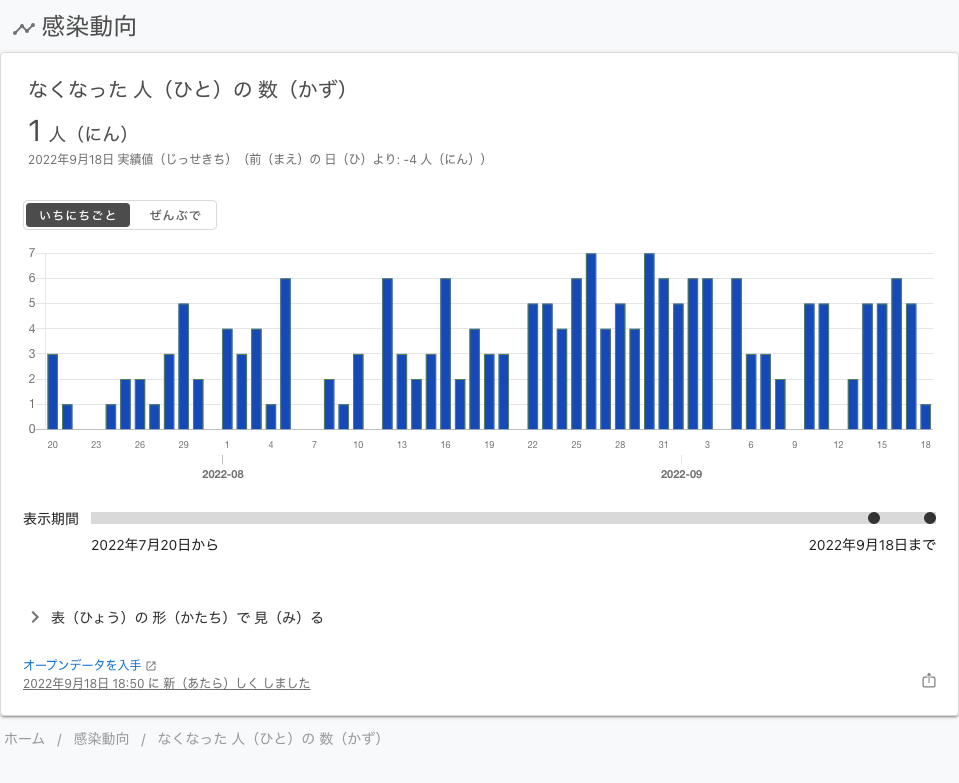 感染動向
なくなった 人（ひと）の 数（かず）
1 人（にん）
2022年9月18日 実績値（じっせきち）（前（まえ）の 日（ひ）より: -4 人（にん））
いちにちごと ぜんぶで
7
6
5
4
3
2
1
0
20 23 26 29 1 4 7 10 13 16 19 22 25 28 31 3 6 9 12 15 18
2022-08 2022-09
表示期間
2022年7月20日から 2022年9月18日まで
表（ひょう）の 形（かたち）で 見（み）る
オープンデータを入手
2022年9月18日 18:50 に 新（あたら）しく しました
ホーム / 感染動向 / なくなった 人（ひと）の 数（かず）